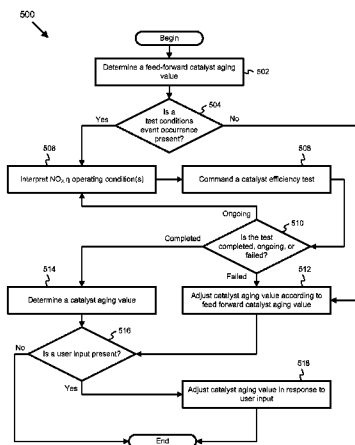 500
Begin
Determine a feed-forward catalyst aging
value
502
Is a
test conditions
event occurrence
present?
504
Yes
No
506
Interpret NOX η operating condition(s)
508
Command a catalyst efficiency test
Ongoing
510
Is the test
completed, ongoing, or
failed?
Completed
Failed
514
Determine a catalyst aging value
512
Adjust catalyst aging value according to
feed forward catalyst aging value
516
Is a user input present?
No
Yes
518
Adjust catalyst aging value in response to
user input
End